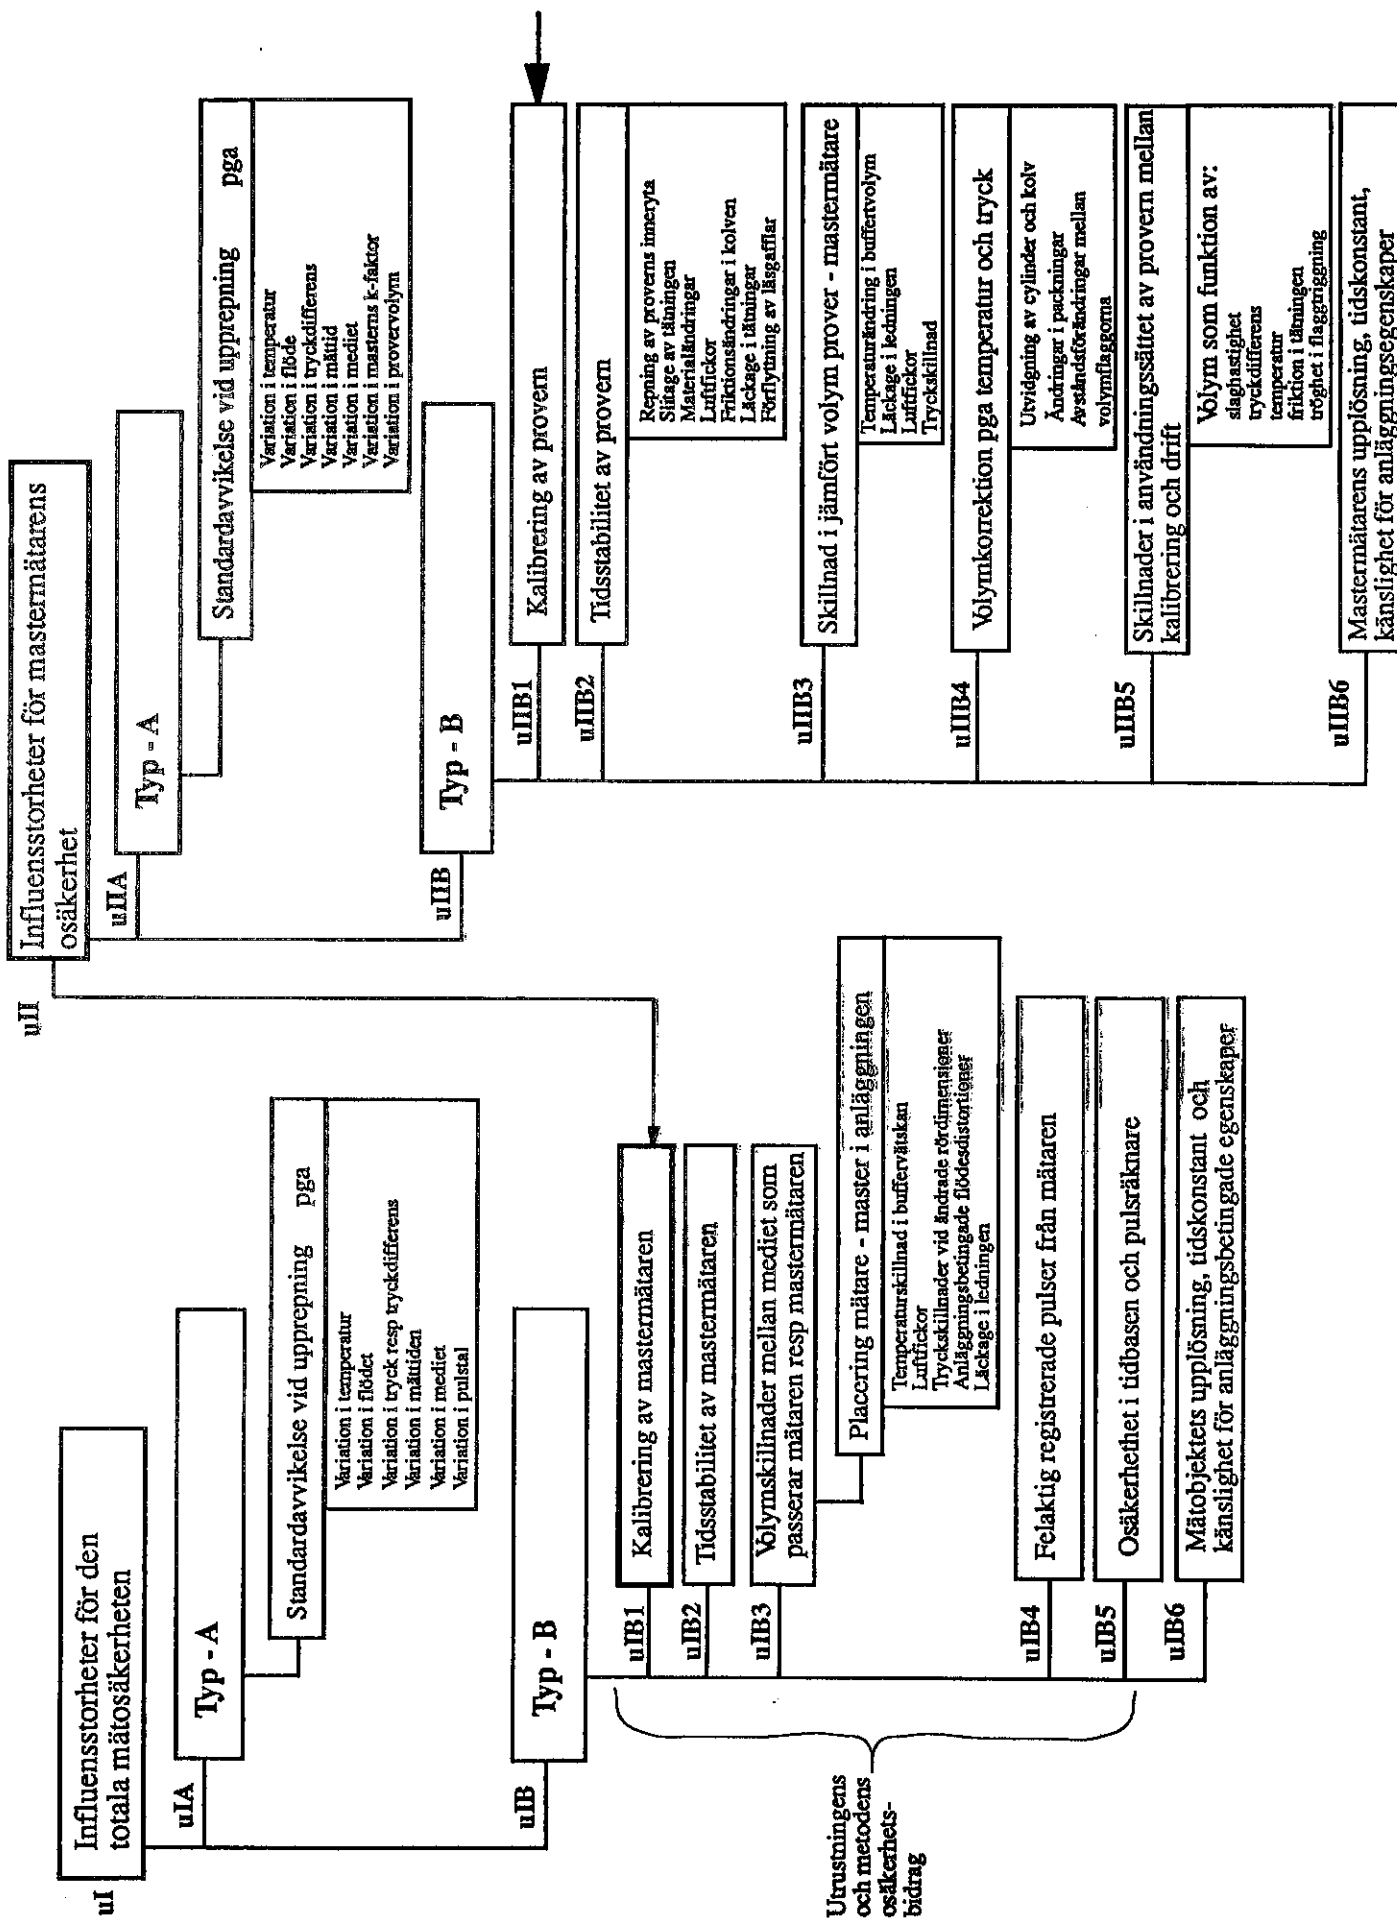 uI
Influensstorheter för den
totala mätosäkerheten
uIA
Typ - A
Standardavvikelse vid upprepning pga
Variation i temperatur
Variation i flödet
Variation i tryck resp tryckdifferens
Variation i mättiden
Variation i mediet
Variation i pulstal
uIB
Typ - B
Utrustningens
och metodens
osäkerhets-
bidrag
uIB1
Kalibrering av mastermätaren
uIB2
Tidsstabilitet av mastermätaren
uIB3
Volymskillnader mellan mediet som
passerar mätaren resp mastermätaren
Placering mätare - master i anläggningen
Temperaturskillnad i buffervätskan
Luftfickor
Tryckskillnader vid ändrade rördimensioner
Anläggningsbetingade flödesdistortioner
Läckage i ledningen
uIB4
Felaktig registrerade pulser från mätaren
uIB5
Osäkerhethet i tidbasen och pulsräknare
uIB6
Mätobjektets upplösning, tidskonstant och
känslighet för anläggningsbetingade egenskaper
uII
Influensstorheter för mastermätarens
osäkerhet
uIIA
Typ - A
Standardavvikelse vid upprepning pga
Variation i temperatur
Variation i flöde
Variation i tryckdifferens
Variation i mättid
Variation i mediet
Variation i masterns k-faktor
Variation i provervolym
uIIB
Typ - B
uIIB1
Kalibrering av provern
uIIB2
Tidsstabilitet av provern
Repning av proverns inneryta
Slitage av tätningen
Materialändringar
Luftfickor
Friktionsändringar i kolven
Läckage i tätningar
Förflyttning av läsgafflar
uIIB3
Skillnad i jämfört volym prover - mastermätare
Temperaturändring i buffertvolym
Läckage i ledningen
Luftfickor
Tryckskillnad
uIIB4
Volymkorrektion pga temperatur och tryck
Utvidgning av cylinder och kolv
Ändringar i packningar
Avståndsförändringar mellan
volymflaggorna
uIIB5
Skillnader i användningssättet av provern mellan
kalibrering och drift
Volym som funktion av:
slaghastighet
tryckdifferens
temperatur
friktion i tätningen
tröghet i flaggtriggning
uIIB6
Mastermätarens upplösning, tidskonstant,
känslighet för anläggningsegenskaper